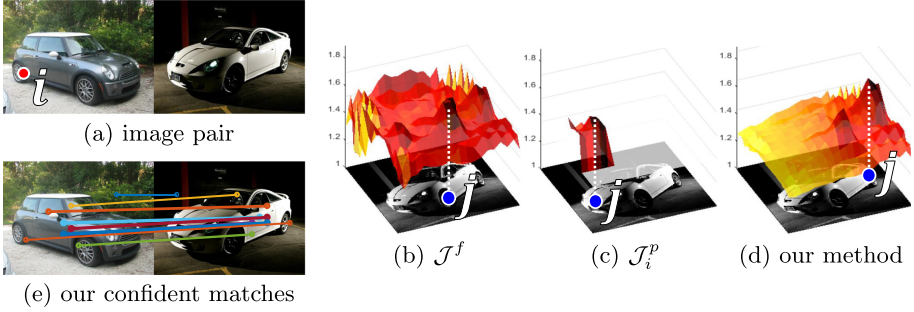 i
(a) image pair
(e) our confident matches
1.8
1.6
1.4
1.2
1
j
(b) 𝒥^f
1.8
1.6
1.4
1.2
1
j
(c) 𝒥_i^p
1.8
1.6
1.4
1.2
1
j
(d) our method